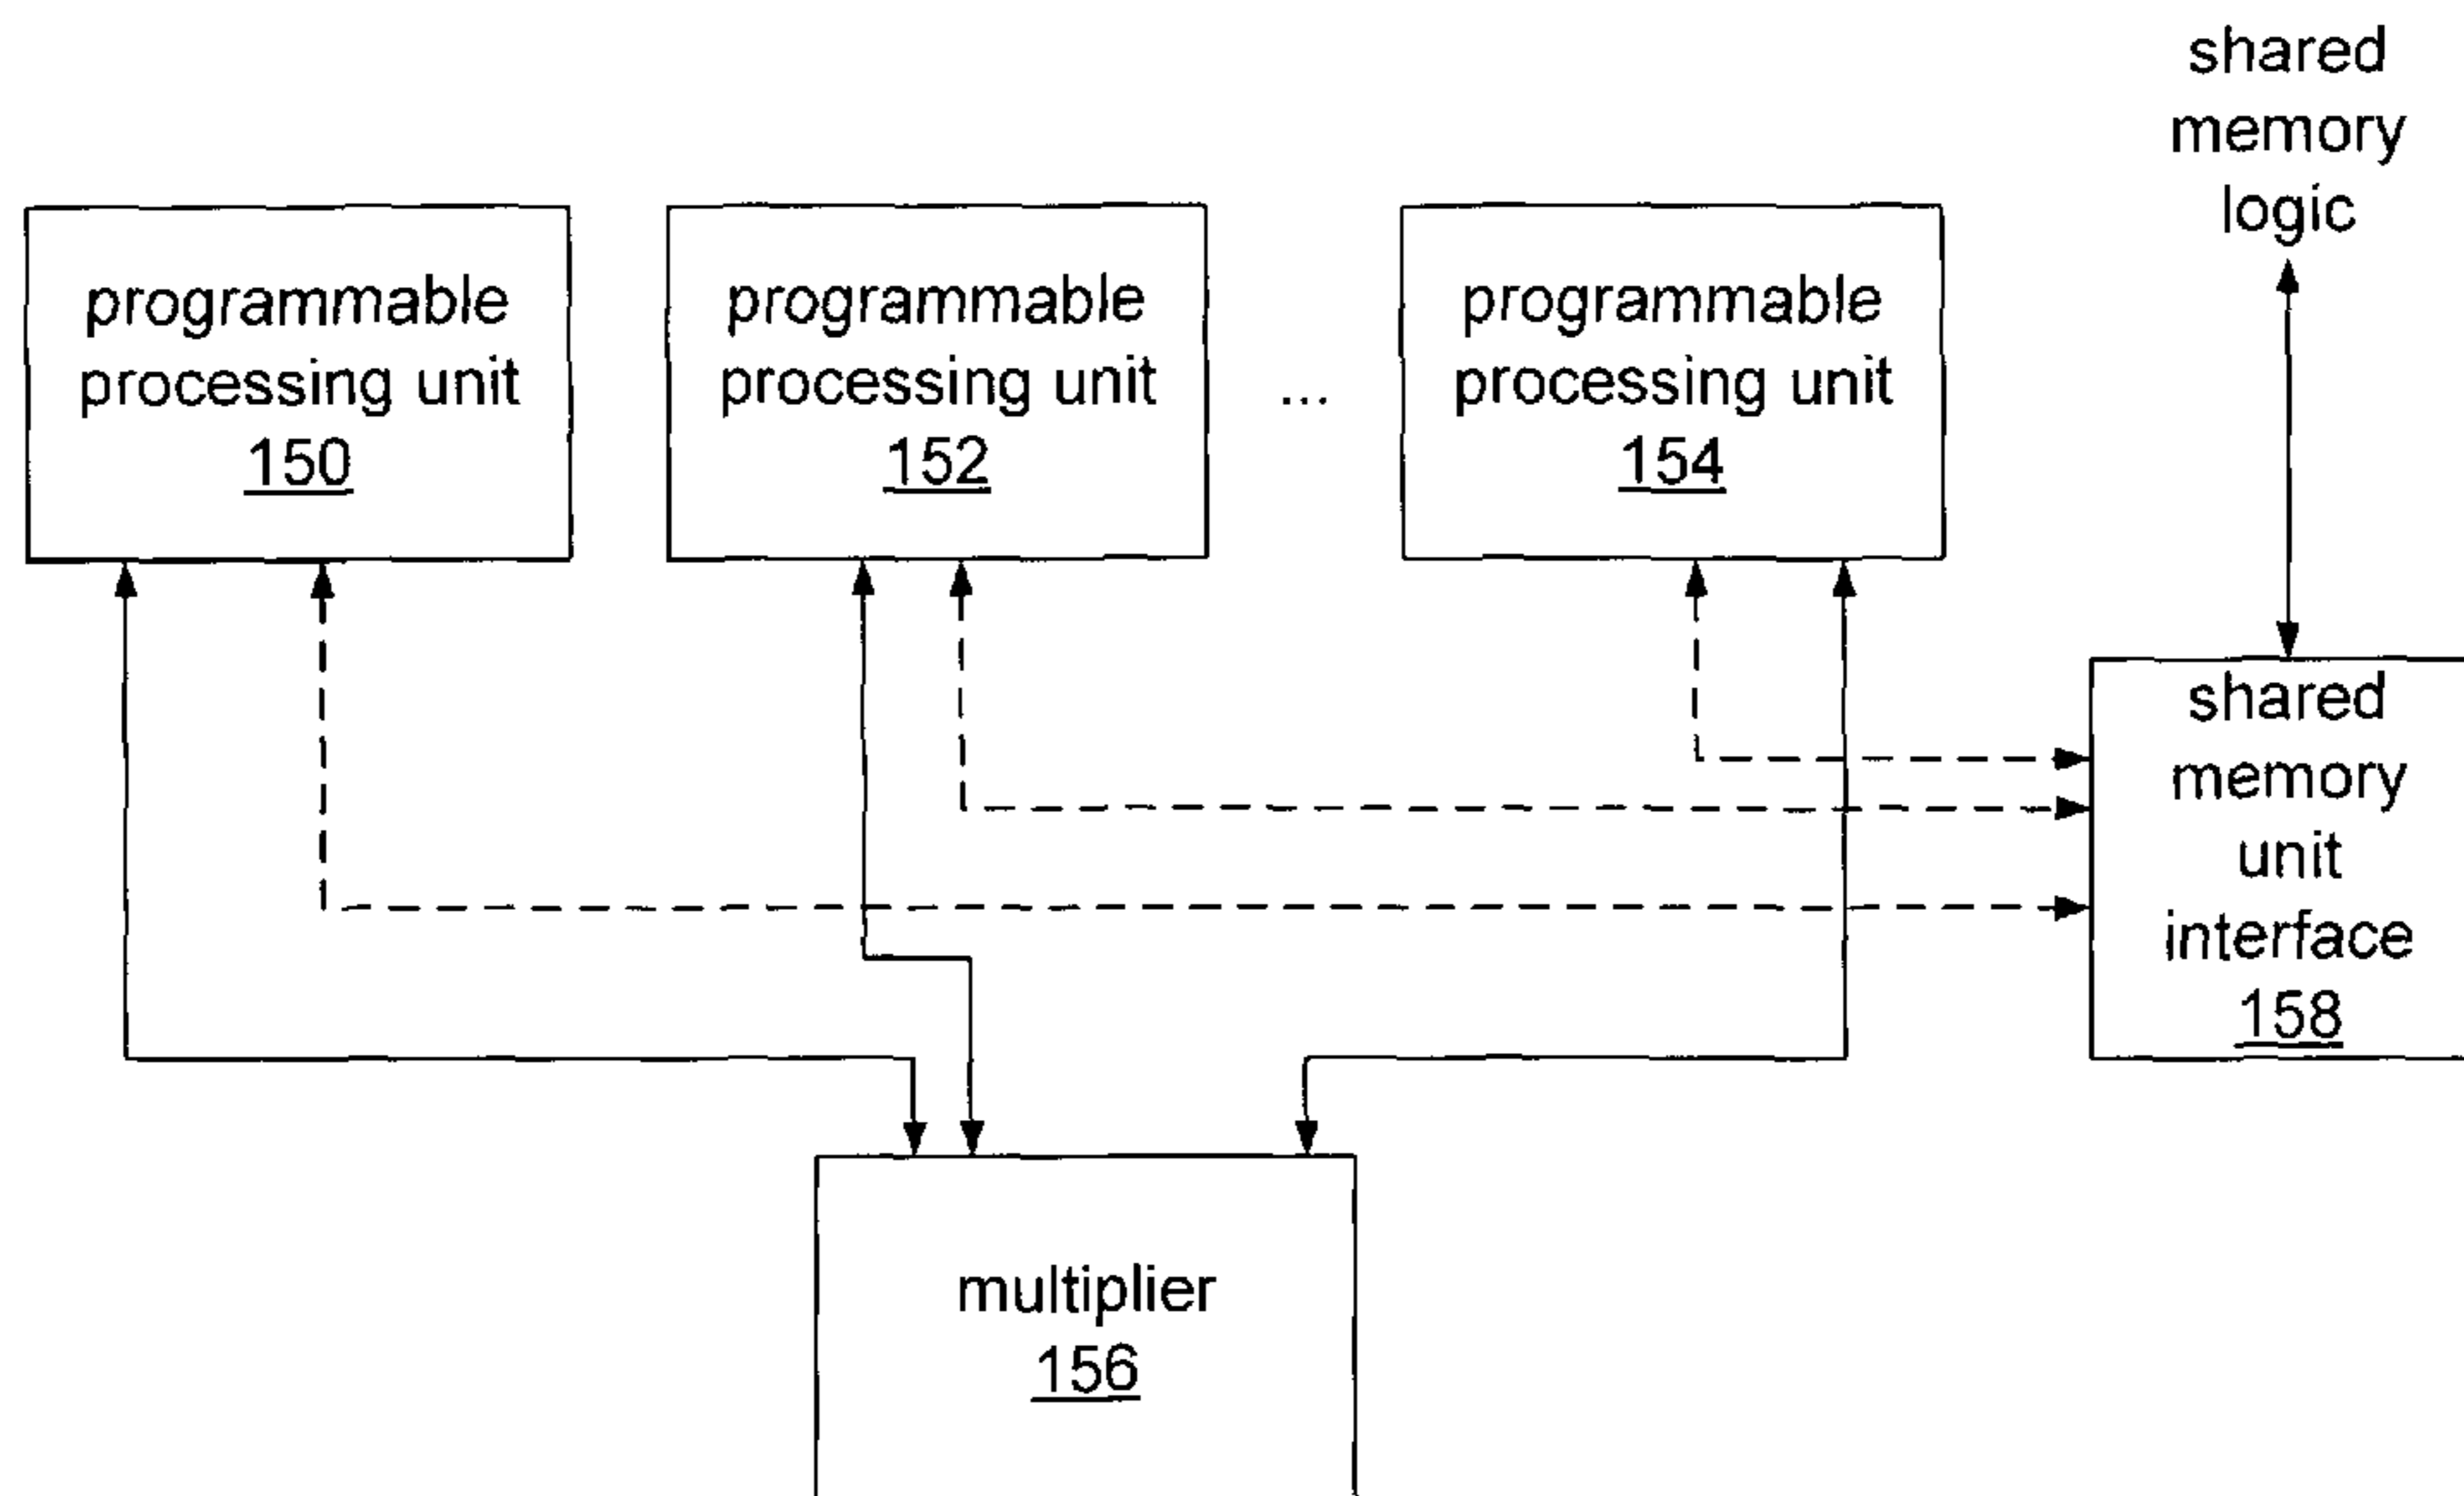 shared
memory
logic
programmable
processing unit
150
programmable
processing unit
152
...
programmable
processing unit
154
shared
memory
unit
interface
158
multiplier
156